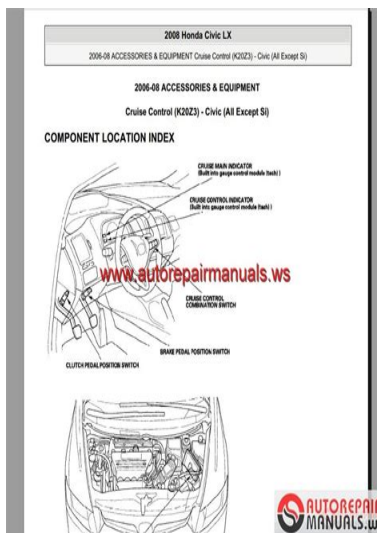 2008 Honda Civic LX
2006-08 ACCESSORIES & EQUIPMENT Cruise Control (K20Z3) - Civic (All Except Si)
2006-08 ACCESSORIES & EQUIPMENT
Cruise Control (K20Z3) - Civic (All Except Si)
COMPONENT LOCATION INDEX
CRUISE MAIN INDICATOR
(Built into gauge control module (tach) )
CRUISE CONTROL INDICATOR
(Built into gauge control module (tach) )
www.autorepairmanuals.ws
CRUISE CONTROL
COMBINATION SWITCH
BRAKE PEDAL POSITION SWITCH
CLUTCH PEDAL POSITION SWITCH
AUTOREPAIR
MANUALS.w